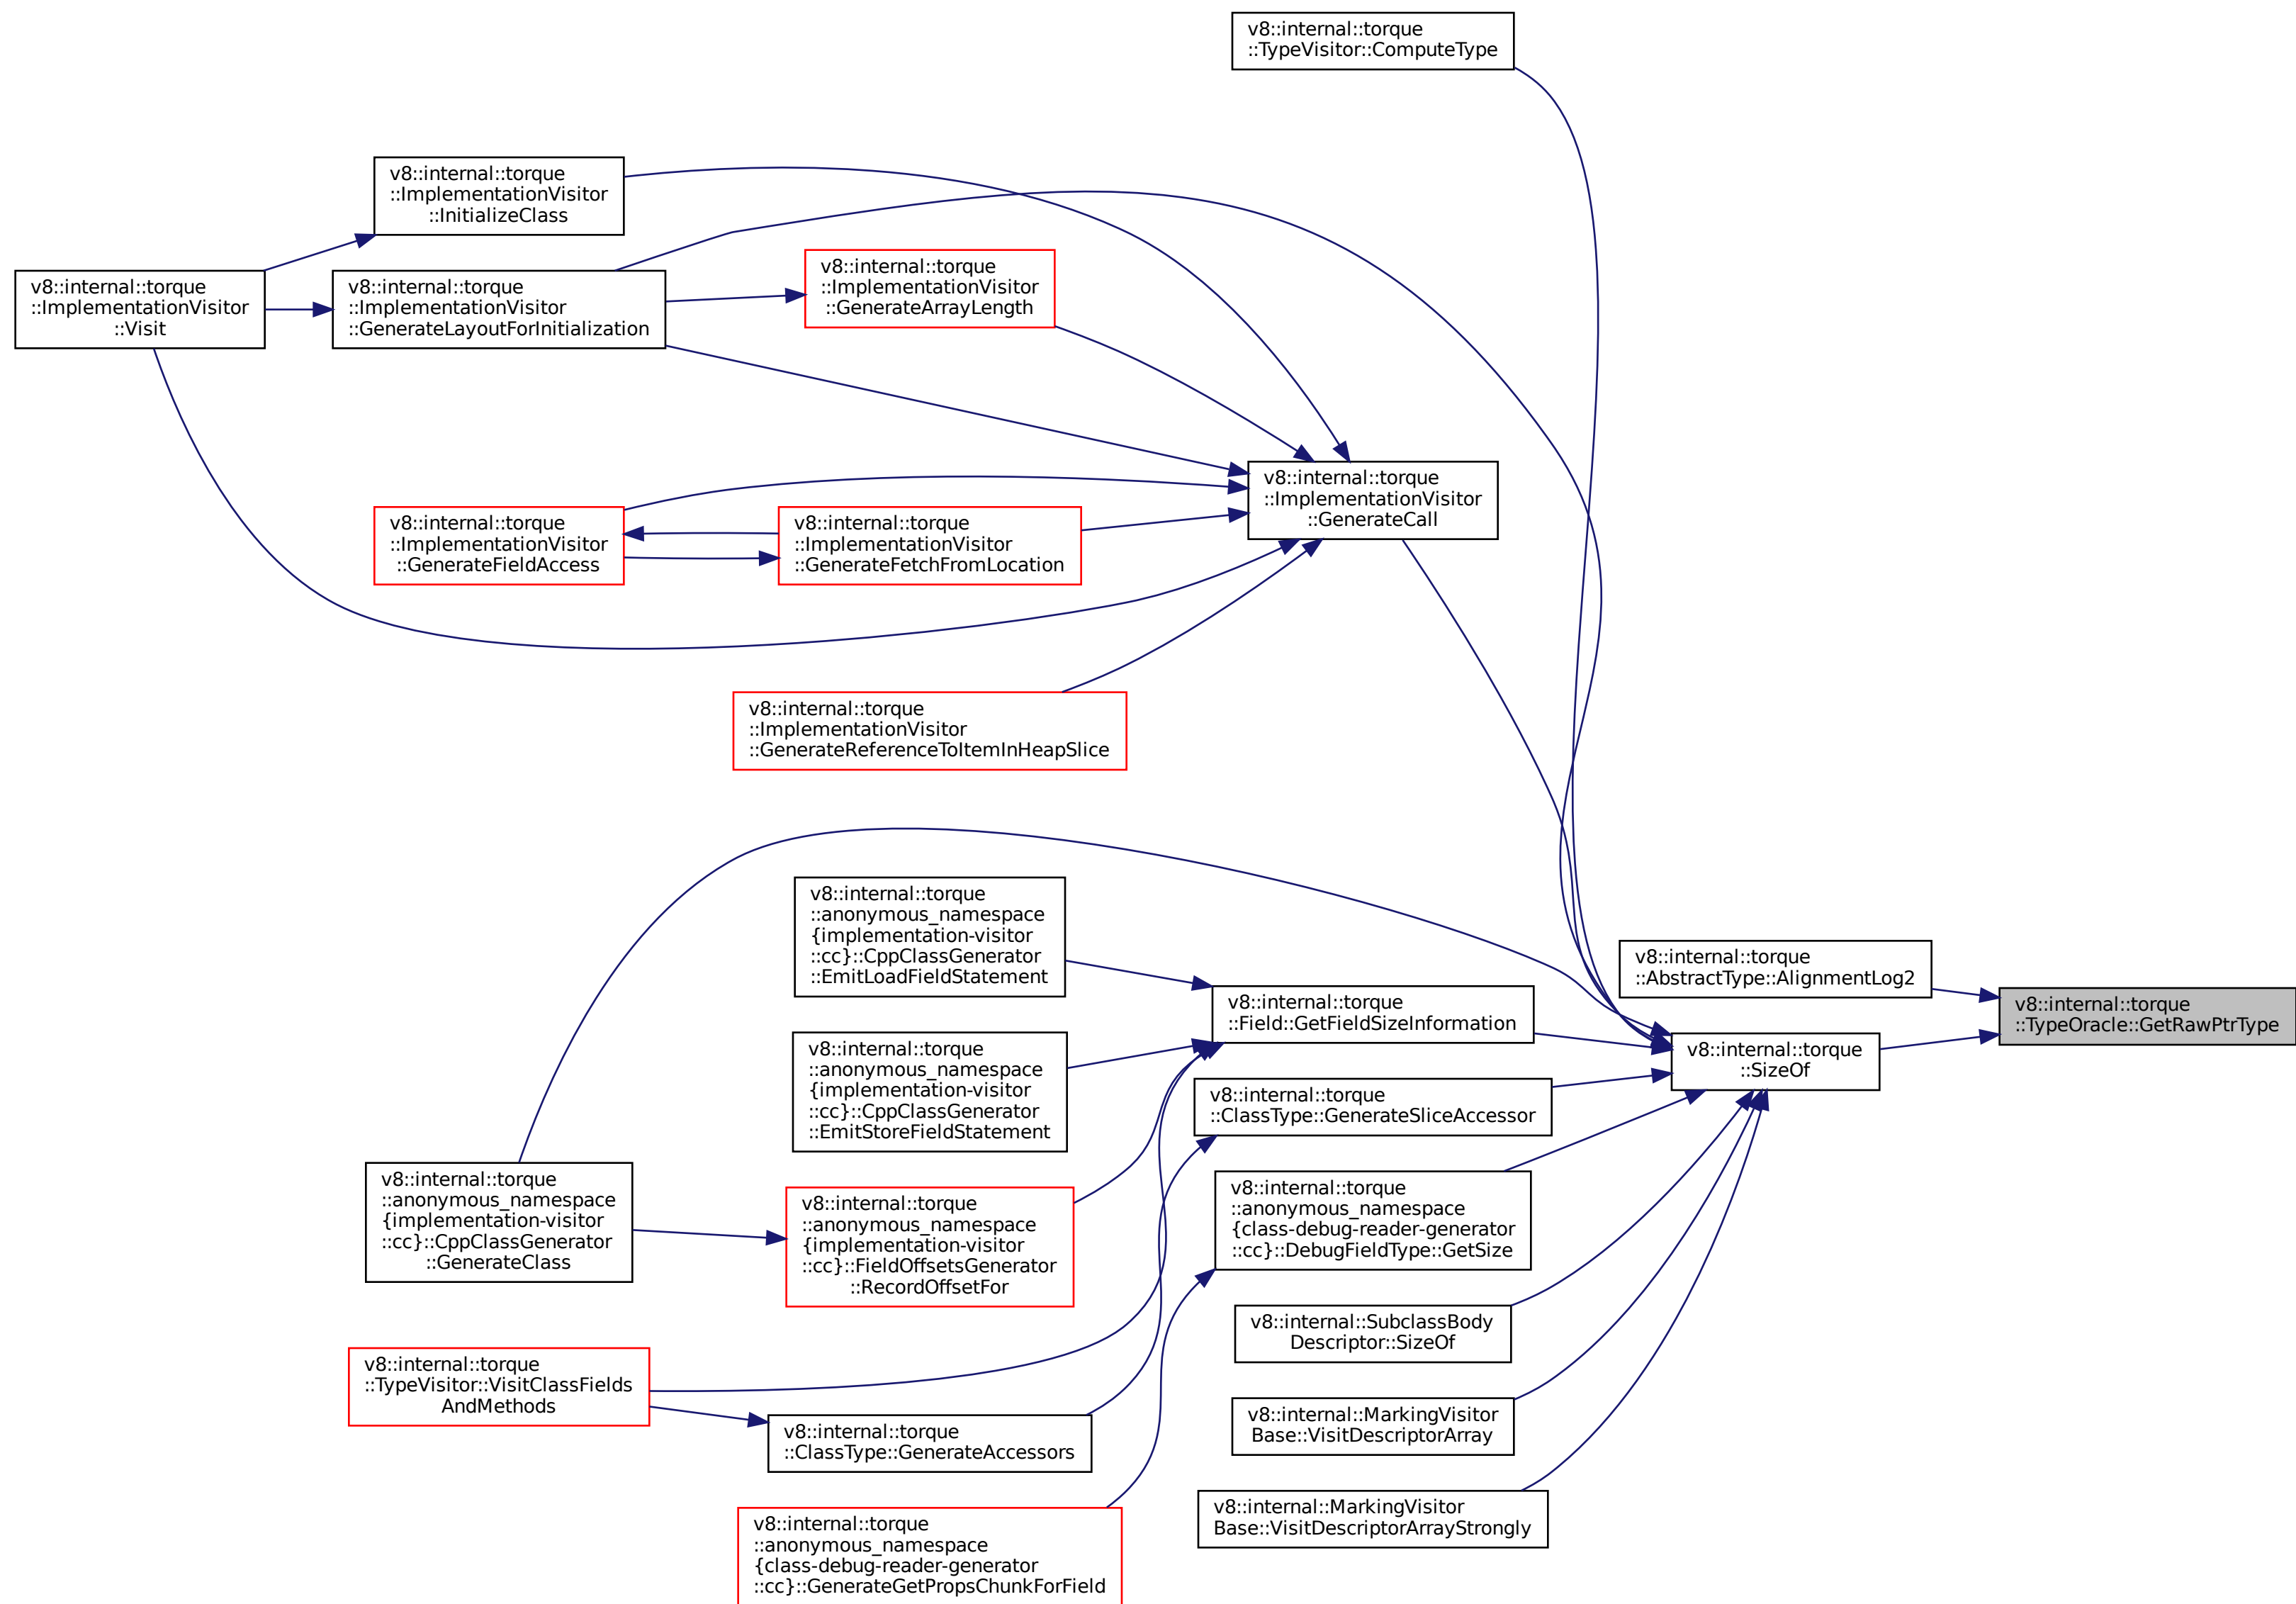 v8::internal::torque
::TypeVisitor::ComputeType
v8::internal::torque
::ImplementationVisitor
::InitializeClass
v8::internal::torque
::ImplementationVisitor
::GenerateArrayLength
v8::internal::torque
::ImplementationVisitor
::Visit
v8::internal::torque
::ImplementationVisitor
::GenerateLayoutForInitialization
v8::internal::torque
::ImplementationVisitor
::GenerateCall
v8::internal::torque
::ImplementationVisitor
::GenerateFieldAccess
v8::internal::torque
::ImplementationVisitor
::GenerateFetchFromLocation
v8::internal::torque
::ImplementationVisitor
::GenerateReferenceToItemInHeapSlice
v8::internal::torque
::anonymous_namespace
{implementation-visitor
::cc}::CppClassGenerator
::EmitLoadFieldStatement
v8::internal::torque
::AbstractType::AlignmentLog2
v8::internal::torque
::Field::GetFieldSizeInformation
v8::internal::torque
::TypeOracle::GetRawPtrType
v8::internal::torque
::anonymous_namespace
{implementation-visitor
::cc}::CppClassGenerator
::EmitStoreFieldStatement
v8::internal::torque
::SizeOf
v8::internal::torque
::ClassType::GenerateSliceAccessor
v8::internal::torque
::anonymous_namespace
{implementation-visitor
::cc}::CppClassGenerator
::GenerateClass
v8::internal::torque
::anonymous_namespace
{implementation-visitor
::cc}::FieldOffsetsGenerator
::RecordOffsetFor
v8::internal::torque
::anonymous_namespace
{class-debug-reader-generator
::cc}::DebugFieldType::GetSize
v8::internal::SubclassBody
Descriptor::SizeOf
v8::internal::torque
::TypeVisitor::VisitClassFields
AndMethods
v8::internal::MarkingVisitor
Base::VisitDescriptorArray
v8::internal::torque
::ClassType::GenerateAccessors
v8::internal::MarkingVisitor
Base::VisitDescriptorArrayStrongly
v8::internal::torque
::anonymous_namespace
{class-debug-reader-generator
::cc}::GenerateGetPropsChunkForField